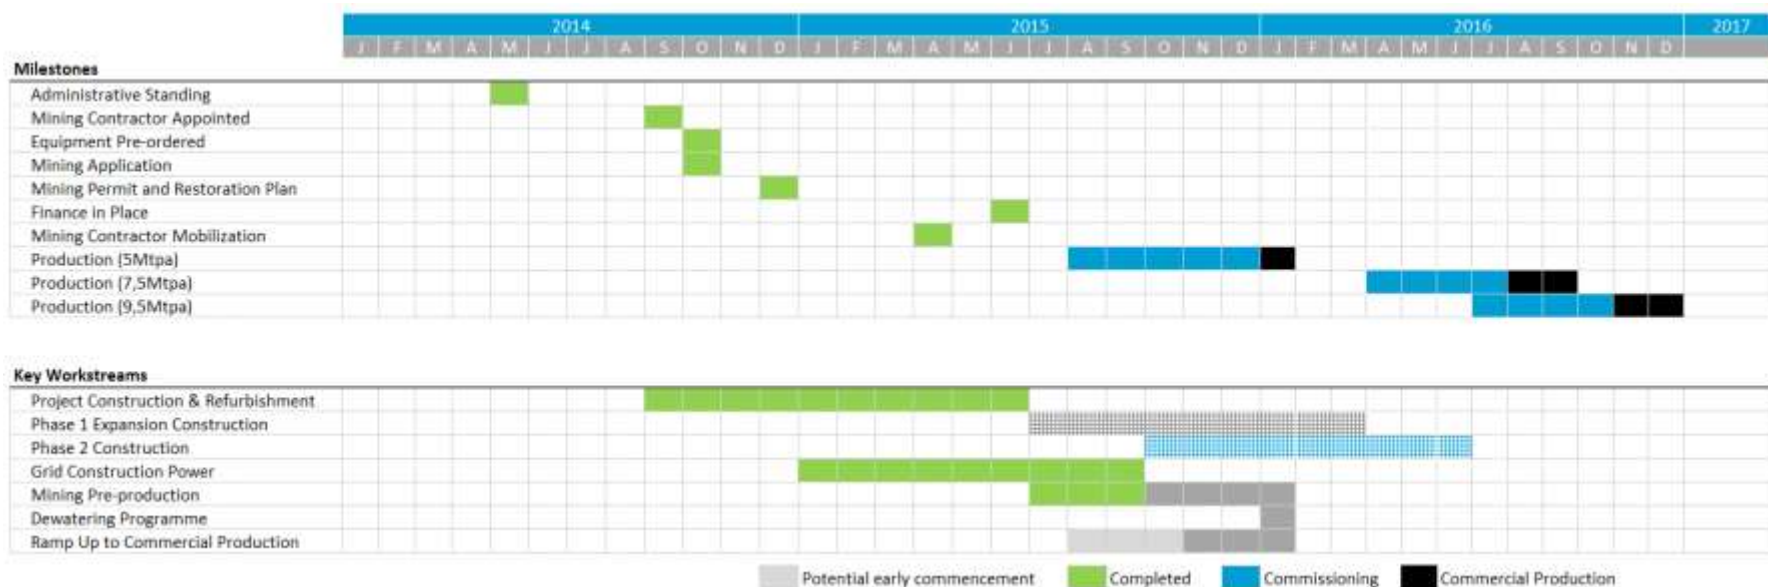 2014 2015 2016 2017
J F M A M J J A S O N D J F M A M J J A S O N D J F M A M J J A S O N D
Milestones
Administrative Standing
Mining Contractor Appointed
Equipment Pre-ordered
Mining Application
Mining Permit and Restoration Plan
Finance in Place
Mining Contractor Mobilization
Production (5Mtpa)
Production (7,5Mtpa)
Production (9,5Mtpa)
Key Workstreams
Project Construction & Refurbishment
Phase 1 Expansion Construction
Phase 2 Construction
Grid Construction Power
Mining Pre-production
Dewatering Programme
Ramp Up to Commercial Production
Potential early commencement Completed Commissioning Commercial Production